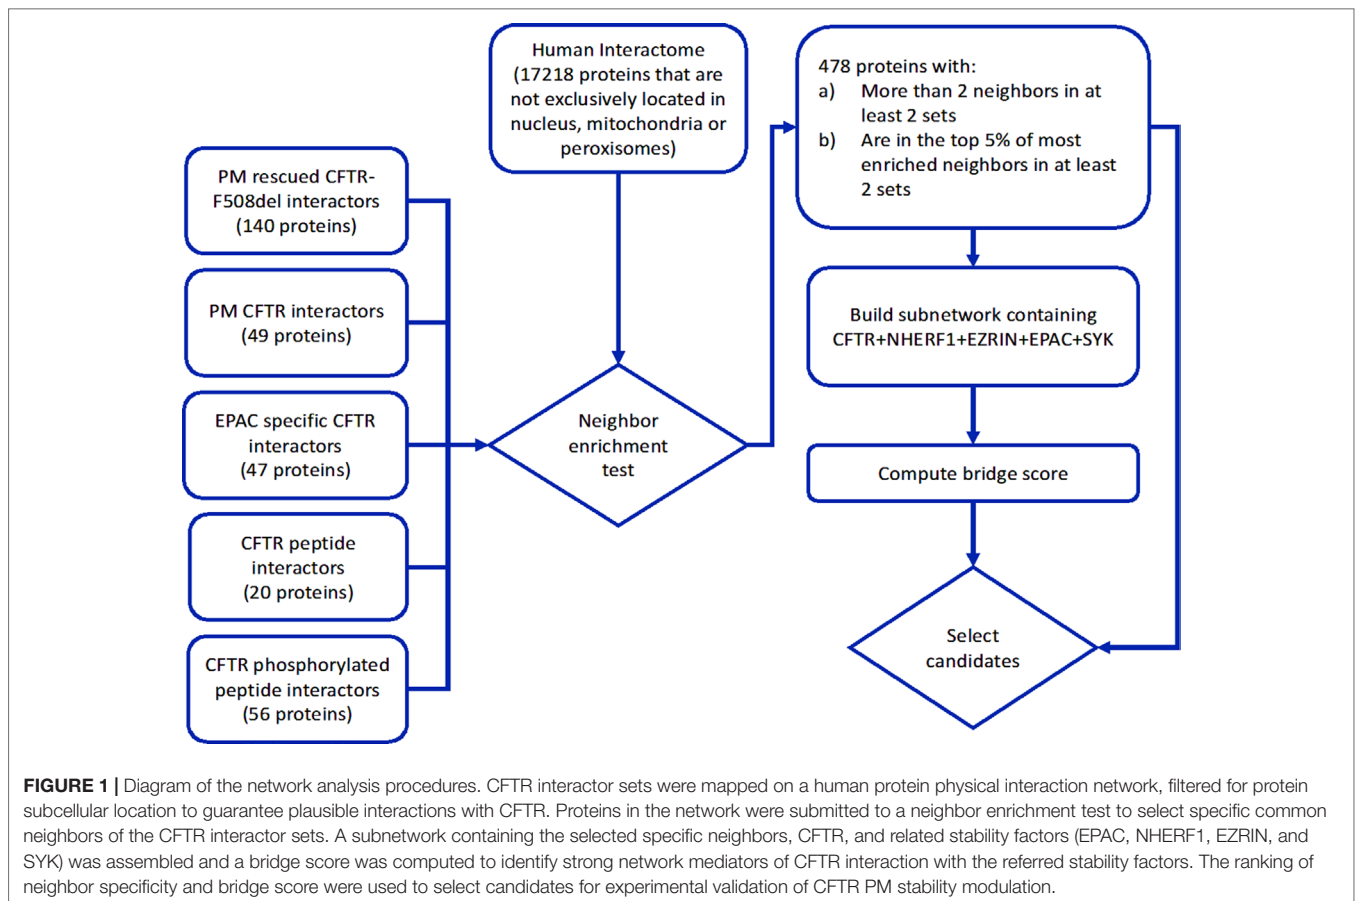 PM rescued CFTR-
F508del interactors
(140 proteins)
PM CFTR interactors
(49 proteins)
EPAC specific CFTR
interactors
(47 proteins)
CFTR peptide
interactors
(20 proteins)
CFTR phosphorylated
peptide interactors
(56 proteins)
Human Interactome
(17218 proteins that are
not exclusively located in
nucleus, mitochondria or
peroxisomes)
Neighbor
enrichment
test
478 proteins with:
a) More than 2 neighbors in at
least 2 sets
b) Are in the top 5% of most
enriched neighbors in at least
2 sets
Build subnetwork containing
CFTR+NHERF1+EZRIN+EPAC+SYK
Compute bridge score
Select
candidates
FIGURE 1 | Diagram of the network analysis procedures. CFTR interactor sets were mapped on a human protein physical interaction network, filtered for protein
subcellular location to guarantee plausible interactions with CFTR. Proteins in the network were submitted to a neighbor enrichment test to select specific common
neighbors of the CFTR interactor sets. A subnetwork containing the selected specific neighbors, CFTR, and related stability factors (EPAC, NHERF1, EZRIN, and
SYK) was assembled and a bridge score was computed to identify strong network mediators of CFTR interaction with the referred stability factors. The ranking of
neighbor specificity and bridge score were used to select candidates for experimental validation of CFTR PM stability modulation.